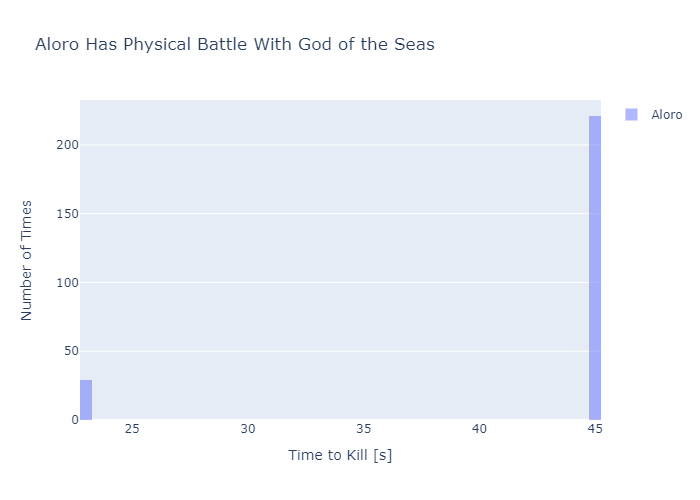 Aloro Has Physical Battle With God of the Seas
Aloro
200
150
100
50
0
Number of Times
25 30 35 40 45
Time to Kill [s]